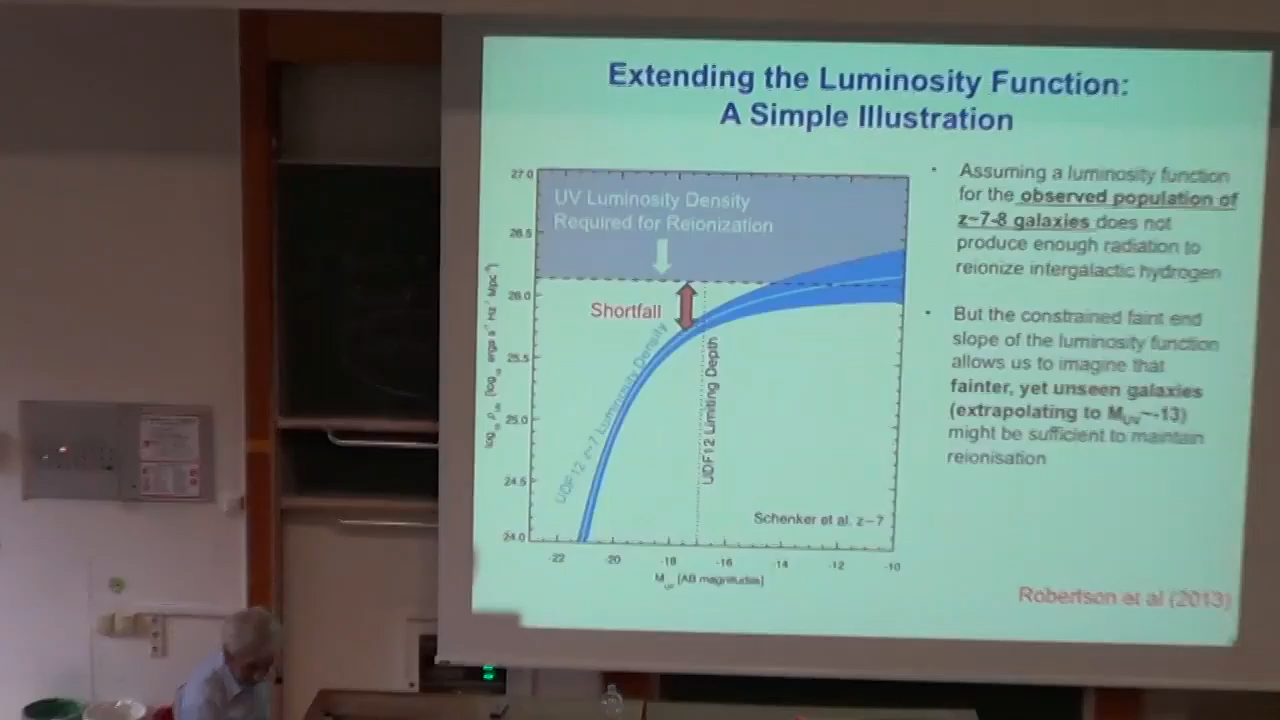 Extending the Luminosity Function:
A Simple Illustration
27.0
26.5
26.0
25.5
25.0
24.5
24.0
UV Luminosity Density
Required for Reionization
Shortfall
UDF12 z~7 Luminosity Density
UDF12 Limiting Depth
Schenker et al. z~7
-22 -20 -18 -16 -14 -12 -10
M_UV [AB magnitudes]
• Assuming a luminosity function
for the observed population of
z~7-8 galaxies does not
produce enough radiation to
reionize intergalactic hydrogen
• But the constrained faint end
slope of the luminosity function
allows us to imagine that
fainter, yet unseen galaxies
(extrapolating to M_UV~-13)
might be sufficient to maintain
reionisation
Robertson et al (2013)